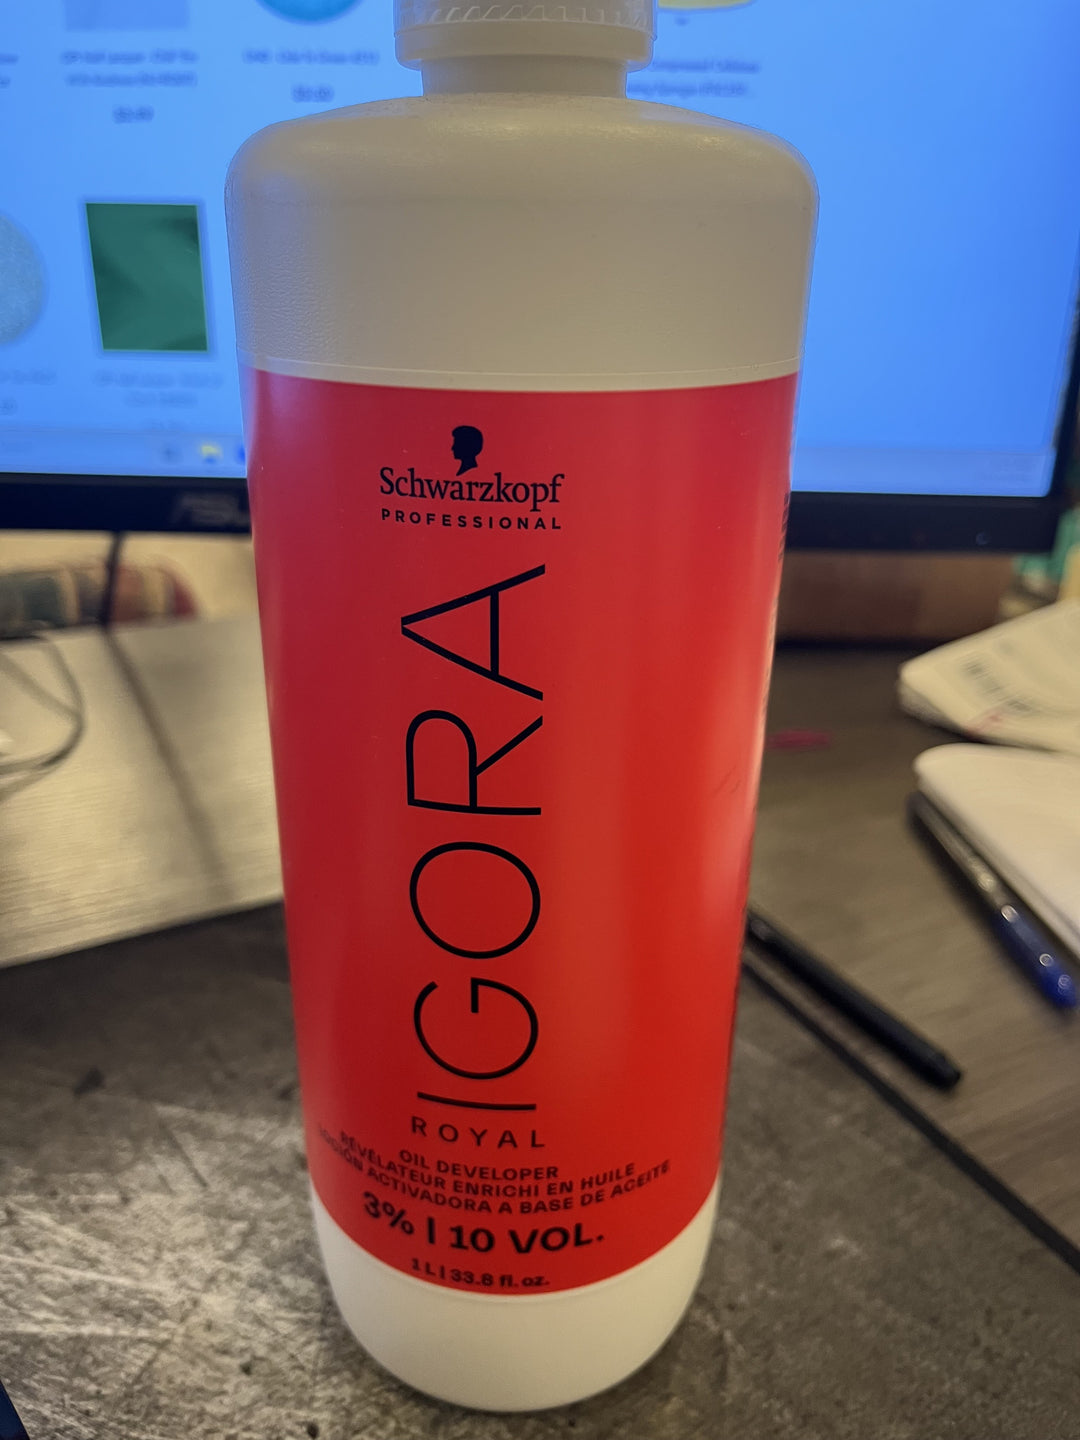 Schwarzkopf
PROFESSIONAL
IGORA
ROYAL
OIL DEVELOPER
RÉVÉLATEUR ENRICHI EN HUILE
LOCIÓN ACTIVADORA A BASE DE ACEITE
3% | 10 VOL.
1 L | 33.8 fl. oz.